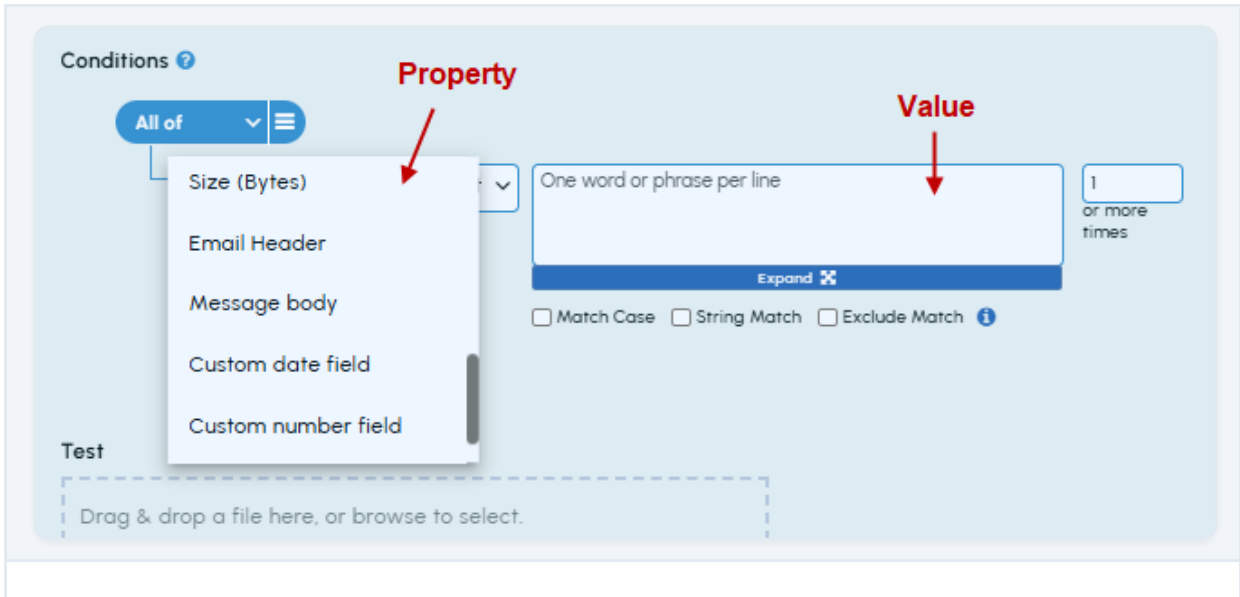 Conditions
Property
Value
All of
Size (Bytes)
Email Header
Message body
Custom date field
Custom number field
One word or phrase per line
Expand
1
or more
times
Match Case
String Match
Exclude Match
Test
Drag & drop a file here, or browse to select.